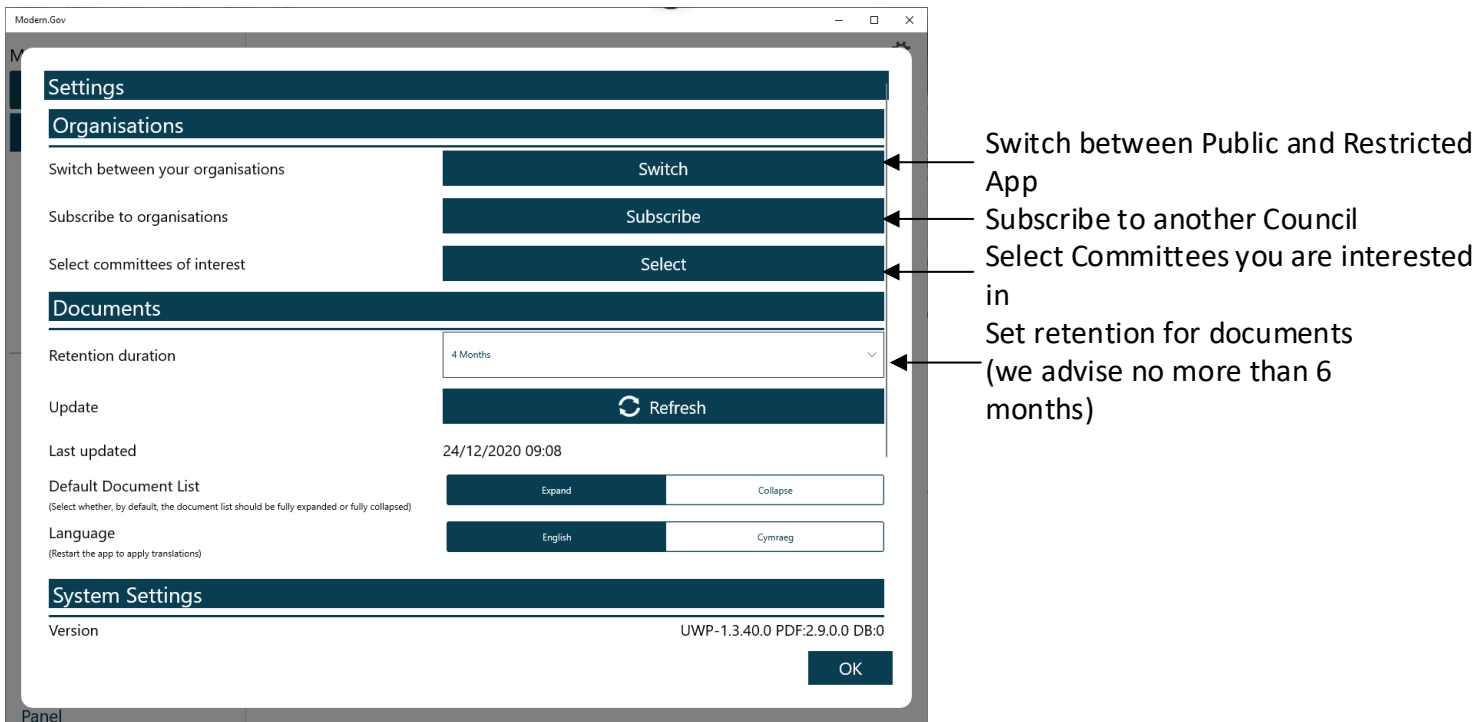 Modern.Gov
M
Settings
Organisations
Switch between your organisations
Switch
Subscribe to organisations
Subscribe
Select committees of interest
Select
Documents
Retention duration
4 Months
Update
Refresh
Last updated
24/12/2020 09:08
Default Document List
(Select whether, by default, the document list should be fully expanded or fully collapsed)
Expand
Collapse
Language
(Restart the app to apply translations)
English
Cymraeg
System Settings
Version
UWP-1.3.40.0 PDF:2.9.0.0 DB:0
OK
Panel
Switch between Public and Restricted
App
Subscribe to another Council
Select Committees you are interested
in
Set retention for documents
(we advise no more than 6
months)